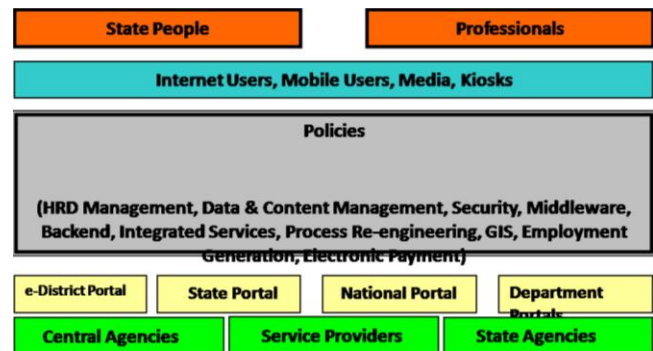 State People
Professionals
Internet Users, Mobile Users, Media, Kiosks
Policies
(HRD Management, Data & Content Management, Security, Middleware,
Backend, Integrated Services, Process Re-engineering, GIS, Employment
Generation, Electronic Payment)
e-District Portal
State Portal
National Portal
Department
Portals
Central Agencies
Service Providers
State Agencies